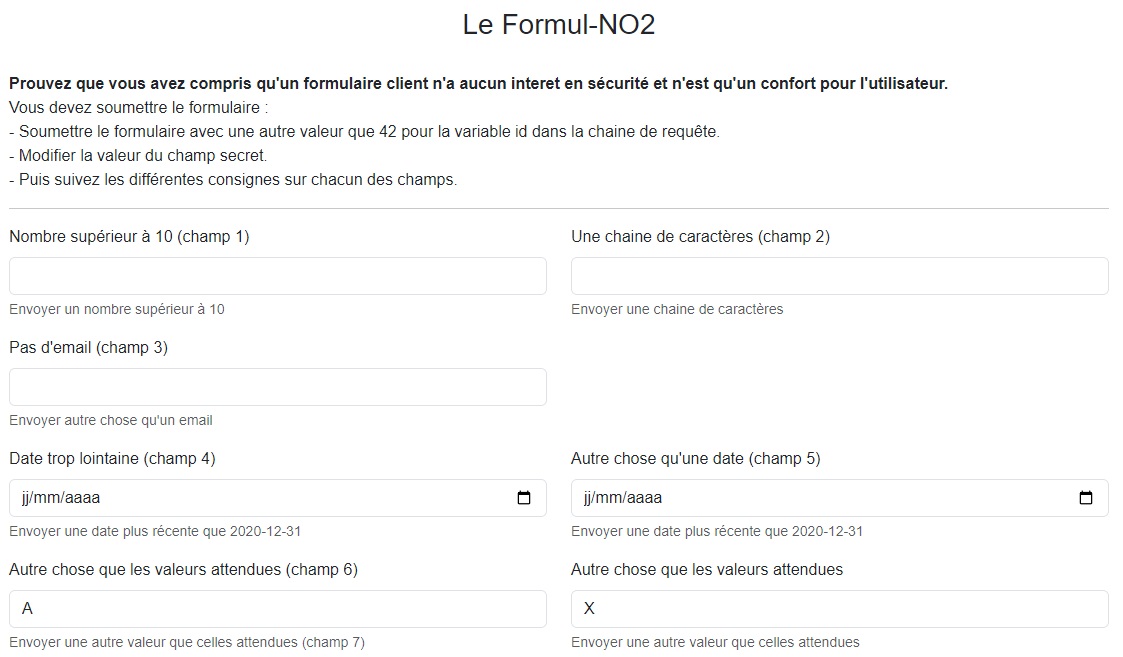 Le Formul-NO2
Prouvez que vous avez compris qu'un formulaire client n'a aucun interet en sécurité et n'est qu'un confort pour l'utilisateur.
Vous devez soumettre le formulaire :
- Soumettre le formulaire avec une autre valeur que 42 pour la variable id dans la chaine de requête.
- Modifier la valeur du champ secret.
- Puis suivez les différentes consignes sur chacun des champs.
Nombre supérieur à 10 (champ 1)
Une chaine de caractères (champ 2)
Envoyer un nombre supérieur à 10
Envoyer une chaine de caractères
Pas d'email (champ 3)
Envoyer autre chose qu'un email
Date trop lointaine (champ 4)
Autre chose qu'une date (champ 5)
jj/mm/aaaa
jj/mm/aaaa
Envoyer une date plus récente que 2020-12-31
Envoyer une date plus récente que 2020-12-31
Autre chose que les valeurs attendues (champ 6)
Autre chose que les valeurs attendues
A
X
Envoyer une autre valeur que celles attendues (champ 7)
Envoyer une autre valeur que celles attendues